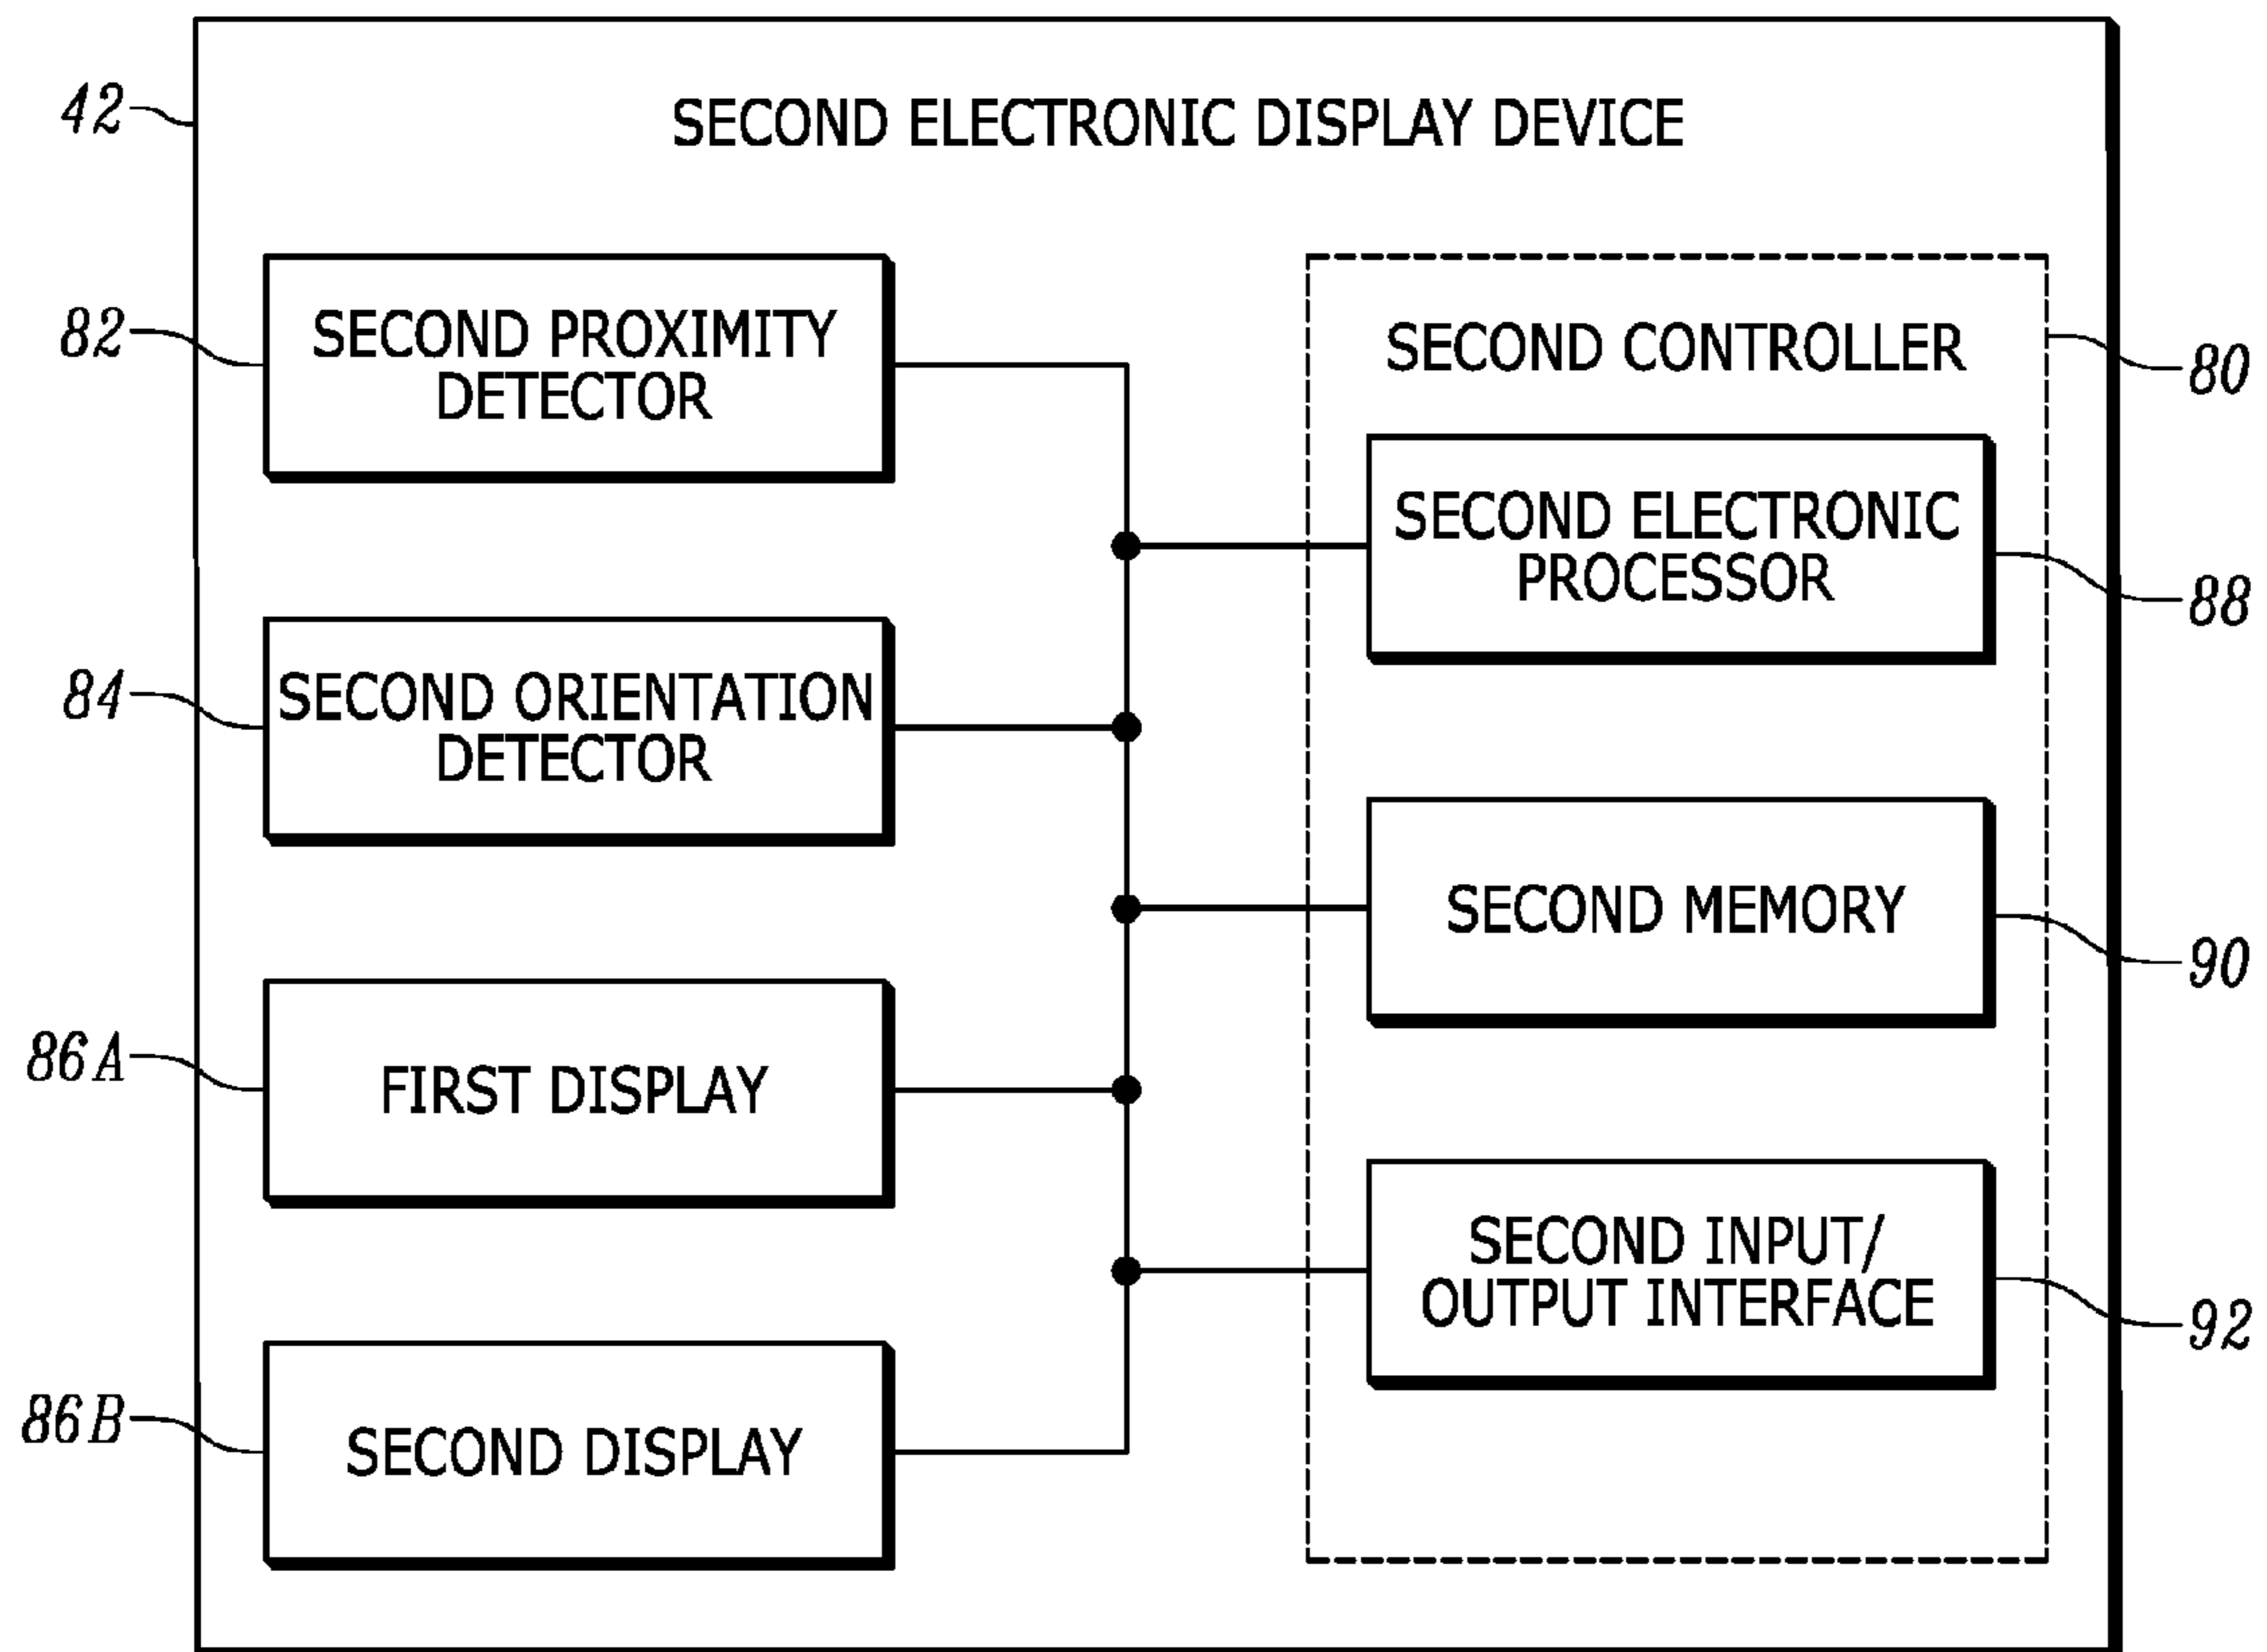 42
SECOND ELECTRONIC DISPLAY DEVICE
82
SECOND PROXIMITY
DETECTOR
84
SECOND ORIENTATION
DETECTOR
86A
FIRST DISPLAY
86B
SECOND DISPLAY
SECOND CONTROLLER
80
SECOND ELECTRONIC
PROCESSOR
88
SECOND MEMORY
90
SECOND INPUT/
OUTPUT INTERFACE
92